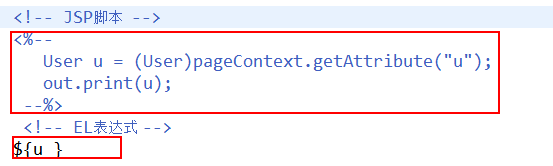 <!-- JSP脚本 -->
<%--
User u = (User)pageContext.getAttribute("u");
out.print(u);
--%>
<!-- EL表达式 -->
${u }